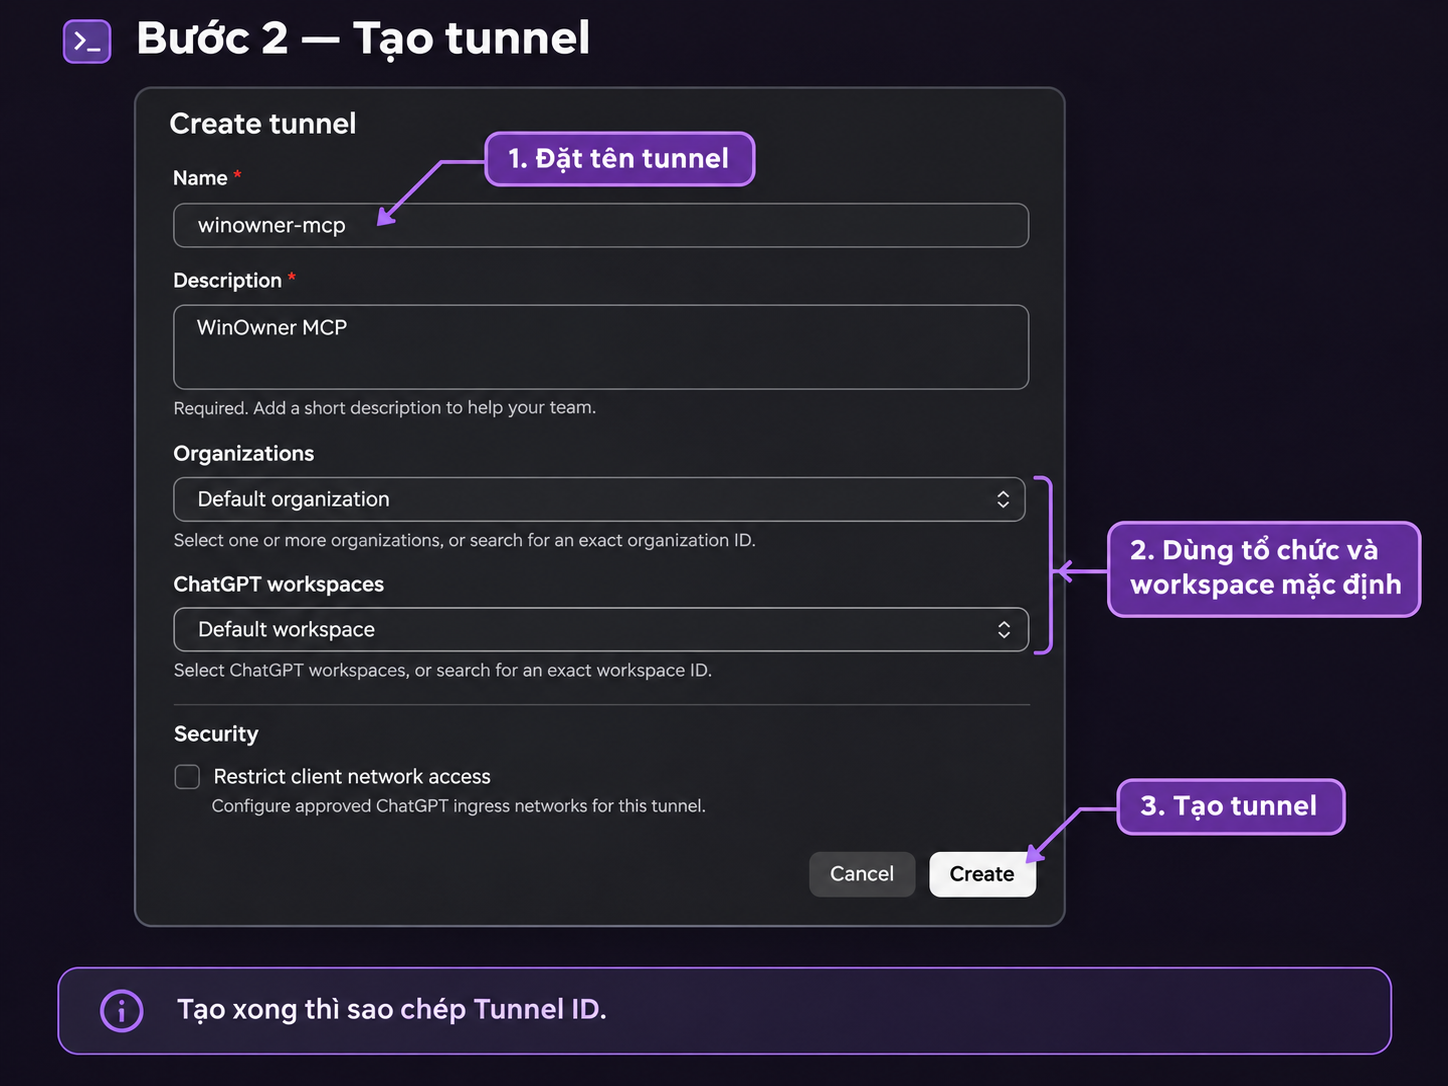 Bước 2 — Tạo tunnel
Create tunnel
1. Đặt tên tunnel
Name *
winowner-mcp
Description *
WinOwner MCP
Required. Add a short description to help your team.
Organizations
Default organization
Select one or more organizations, or search for an exact organization ID.
2. Dùng tổ chức và
workspace mặc định
ChatGPT workspaces
Default workspace
Select ChatGPT workspaces, or search for an exact workspace ID.
Security
Restrict client network access
Configure approved ChatGPT ingress networks for this tunnel.
3. Tạo tunnel
Cancel
Create
Tạo xong thì sao chép Tunnel ID.